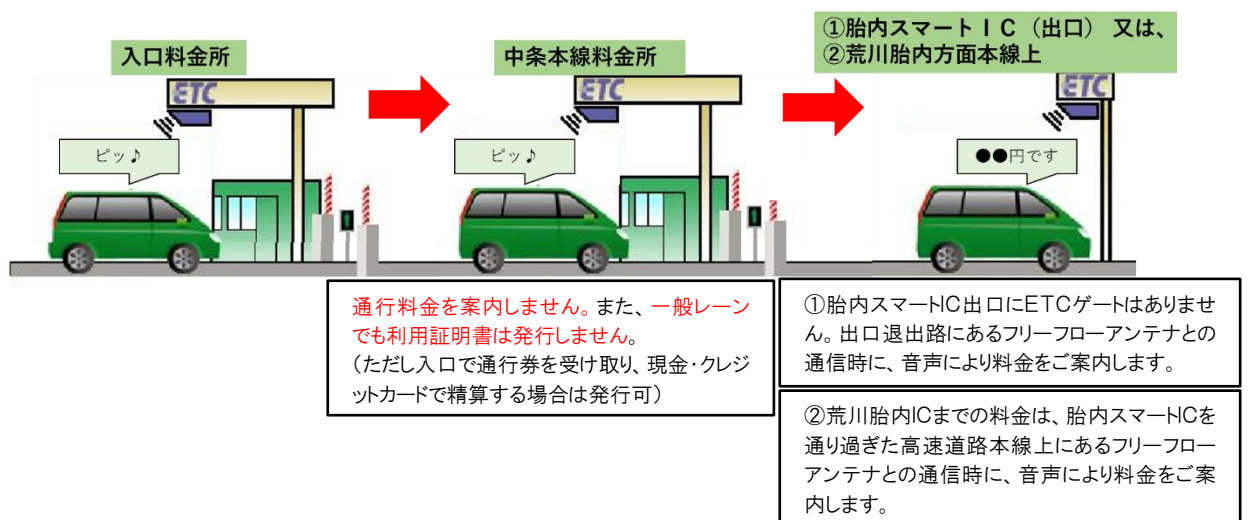 入口料金所
ETC
ピッ♪
中条本線料金所
ETC
ピッ♪
①胎内スマートIC（出口） 又は、
②荒川胎内方面本線上
ETC
●●円です
通行料金を案内しません。また、一般レーン
でも利用証明書は発行しません。
（ただし入口で通行券を受け取り、現金・クレジ
ットカードで精算する場合は発行可）
①胎内スマートIC出口にETCゲートはありませ
ん。出口退出路にあるフリーフローアンテナとの
通信時に、音声により料金をご案内します。
②荒川胎内ICまでの料金は、胎内スマートICを
通り過ぎた高速道路本線上にあるフリーフロー
アンテナとの通信時に、音声により料金をご案
内します。